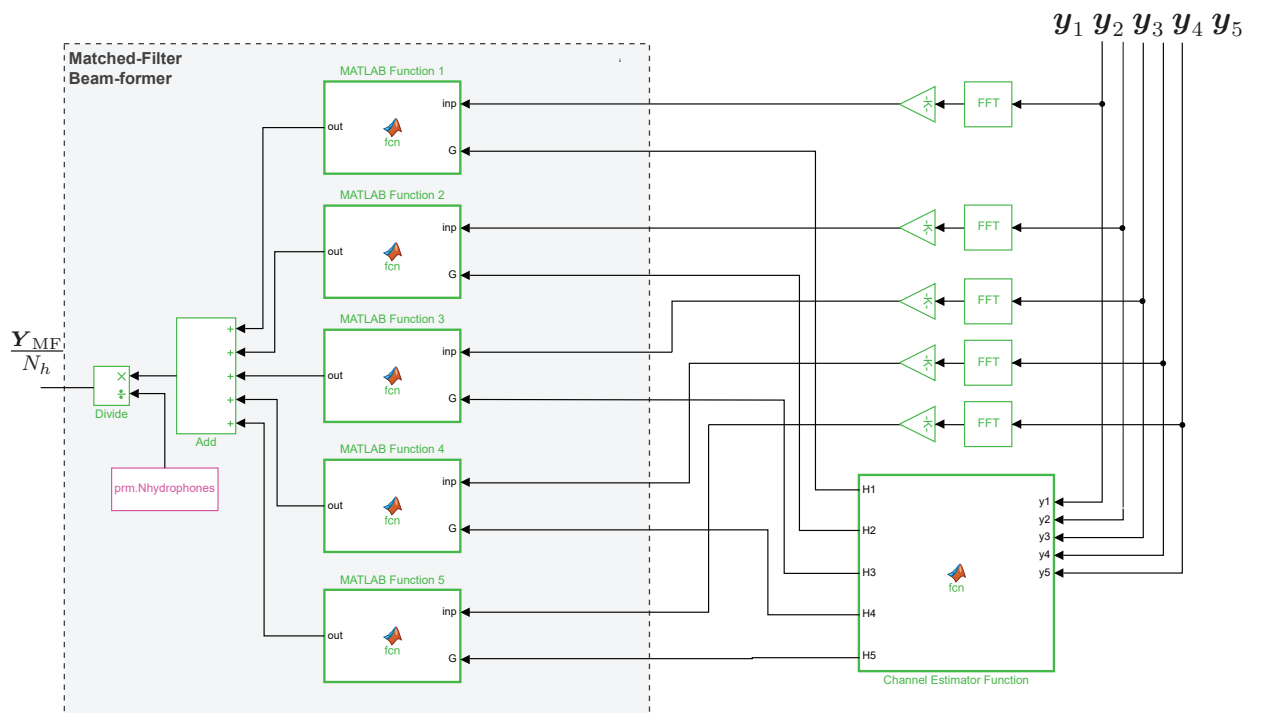 y1 y2 y3 y4 y5
Matched-Filter
Beam-former
MATLAB Function 1
inp
out
fcn
G
-K-
FFT
MATLAB Function 2
inp
out
fcn
G
-K-
FFT
MATLAB Function 3
inp
out
fcn
G
-K-
FFT
MATLAB Function 4
inp
out
fcn
G
-K-
FFT
MATLAB Function 5
inp
out
fcn
G
-K-
FFT
Y_MF
N_h
×
÷
Divide
+
+
+
+
+
Add
prm.Nhydrophones
H1
H2
H3
H4
H5
y1
y2
y3
y4
y5
fcn
Channel Estimator Function